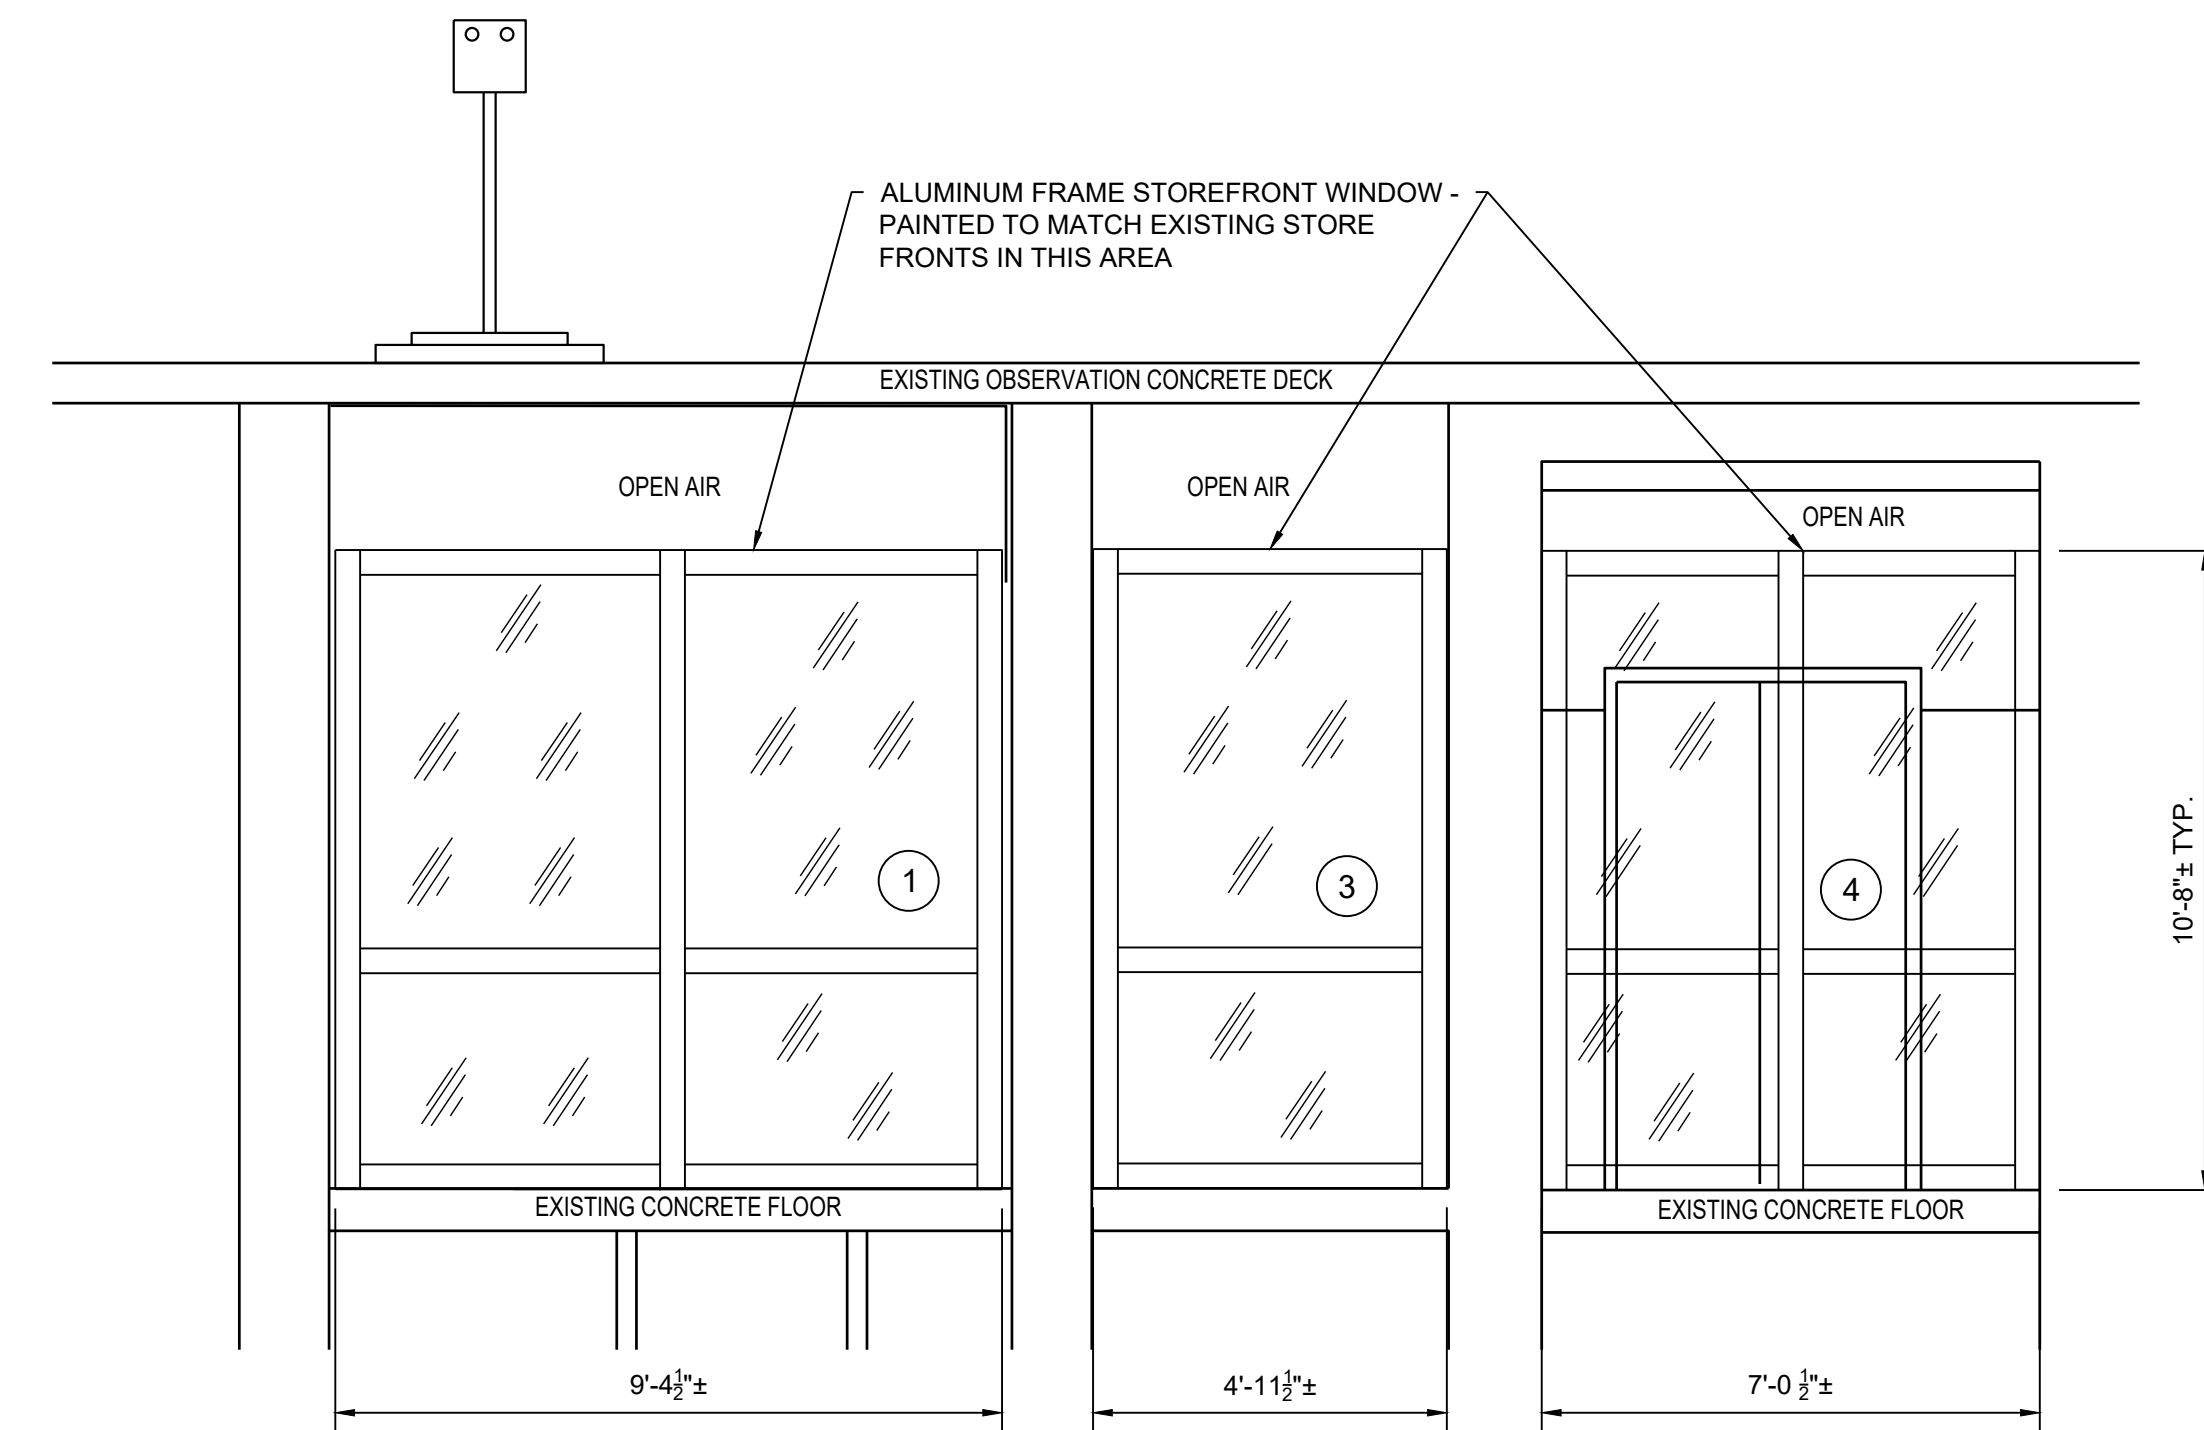 ALUMINUM FRAME STOREFRONT WINDOW -
PAINTED TO MATCH EXISTING STORE
FRONTS IN THIS AREA
EXISTING OBSERVATION CONCRETE DECK
OPEN AIR
OPEN AIR
OPEN AIR
1
3
4
10'-8"± TYP.
EXISTING CONCRETE FLOOR
EXISTING CONCRETE FLOOR
9'-4½"±
4'-11½"±
7'-0 ½"±